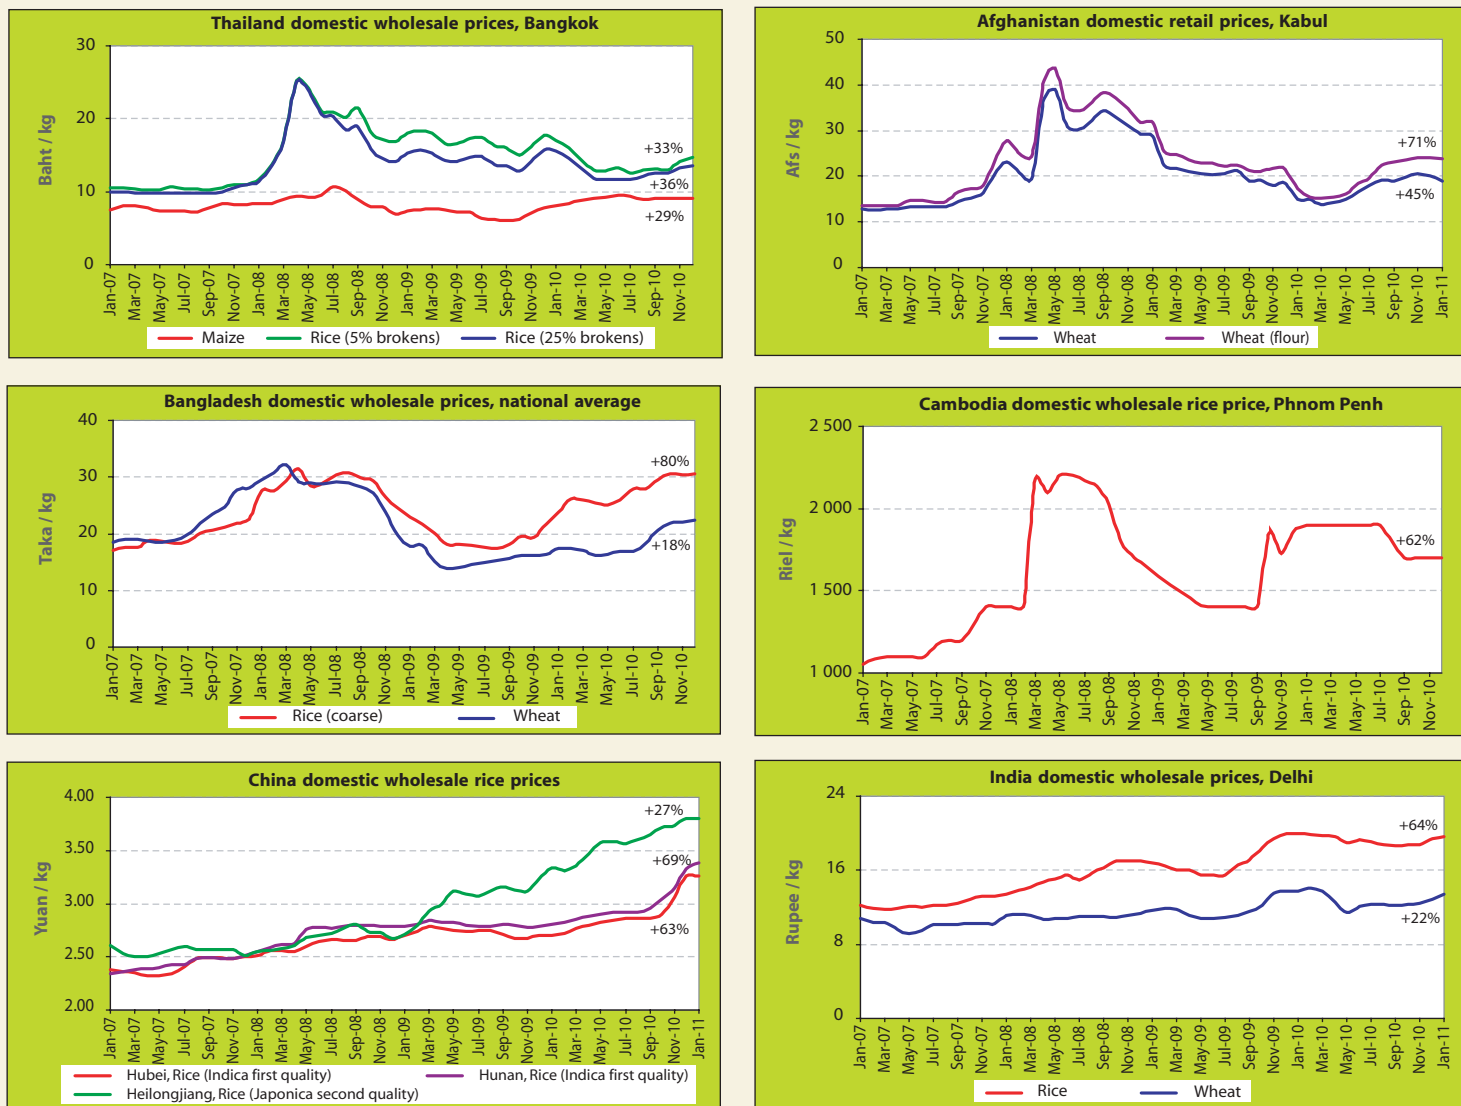 Thailand domestic wholesale prices, Bangkok
Baht / kg
30
20
10
0
+33%
+36%
+29%
Jan-07 Mar-07 May-07 Jul-07 Sep-07 Nov-07 Jan-08 Mar-08 May-08 Jul-08 Sep-08 Nov-08 Jan-09 Mar-09 May-09 Jul-09 Sep-09 Nov-09 Jan-10 Mar-10 May-10 Jul-10 Sep-10 Nov-10
Maize Rice (5% brokens) Rice (25% brokens)
Afghanistan domestic retail prices, Kabul
Afs / kg
50
40
30
20
10
0
+71%
+45%
Jan-07 Mar-07 May-07 Jul-07 Sep-07 Nov-07 Jan-08 Mar-08 May-08 Jul-08 Sep-08 Nov-08 Jan-09 Mar-09 May-09 Jul-09 Sep-09 Nov-09 Jan-10 Mar-10 May-10 Jul-10 Sep-10 Nov-10 Jan-11
Wheat Wheat (flour)
Bangladesh domestic wholesale prices, national average
Taka / kg
40
30
20
10
0
+80%
+18%
Jan-07 Mar-07 May-07 Jul-07 Sep-07 Nov-07 Jan-08 Mar-08 May-08 Jul-08 Sep-08 Nov-08 Jan-09 Mar-09 May-09 Jul-09 Sep-09 Nov-09 Jan-10 Mar-10 May-10 Jul-10 Sep-10 Nov-10
Rice (coarse) Wheat
Cambodia domestic wholesale rice price, Phnom Penh
Riel / kg
2 500
2 000
1 500
1 000
+62%
Jan-07 Mar-07 May-07 Jul-07 Sep-07 Nov-07 Jan-08 Mar-08 May-08 Jul-08 Sep-08 Nov-08 Jan-09 Mar-09 May-09 Jul-09 Sep-09 Nov-09 Jan-10 Mar-10 May-10 Jul-10 Sep-10 Nov-10
China domestic wholesale rice prices
Yuan / kg
4.00
3.50
3.00
2.50
2.00
+27%
+69%
+63%
Jan-07 Mar-07 May-07 Jul-07 Sep-07 Nov-07 Jan-08 Mar-08 May-08 Jul-08 Sep-08 Nov-08 Jan-09 Mar-09 May-09 Jul-09 Sep-09 Nov-09 Jan-10 Mar-10 May-10 Jul-10 Sep-10 Nov-10 Jan-11
Hubei, Rice (Indica first quality) Hunan, Rice (Indica first quality)
Heilongjiang, Rice (Japonica second quality)
India domestic wholesale prices, Delhi
Rupee / kg
24
16
8
0
+64%
+22%
Jan-07 Mar-07 May-07 Jul-07 Sep-07 Nov-07 Jan-08 Mar-08 May-08 Jul-08 Sep-08 Nov-08 Jan-09 Mar-09 May-09 Jul-09 Sep-09 Nov-09 Jan-10 Mar-10 May-10 Jul-10 Sep-10 Nov-10 Jan-11
Rice Wheat